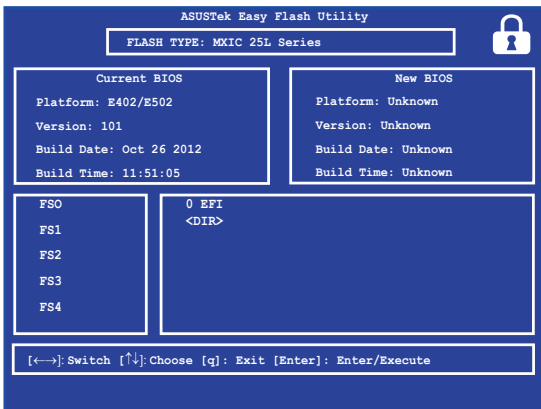 ASUSTek Easy Flash Utility
FLASH TYPE: MXIC 25L Series
Current BIOS
Platform: E402/E502
Version: 101
Build Date: Oct 26 2012
Build Time: 11:51:05
New BIOS
Platform: Unknown
Version: Unknown
Build Date: Unknown
Build Time: Unknown
FSO
FS1
FS2
FS3
FS4
0 EFI
<DIR>
[←→]: Switch [↑↓]: Choose [q]: Exit [Enter]: Enter/Execute